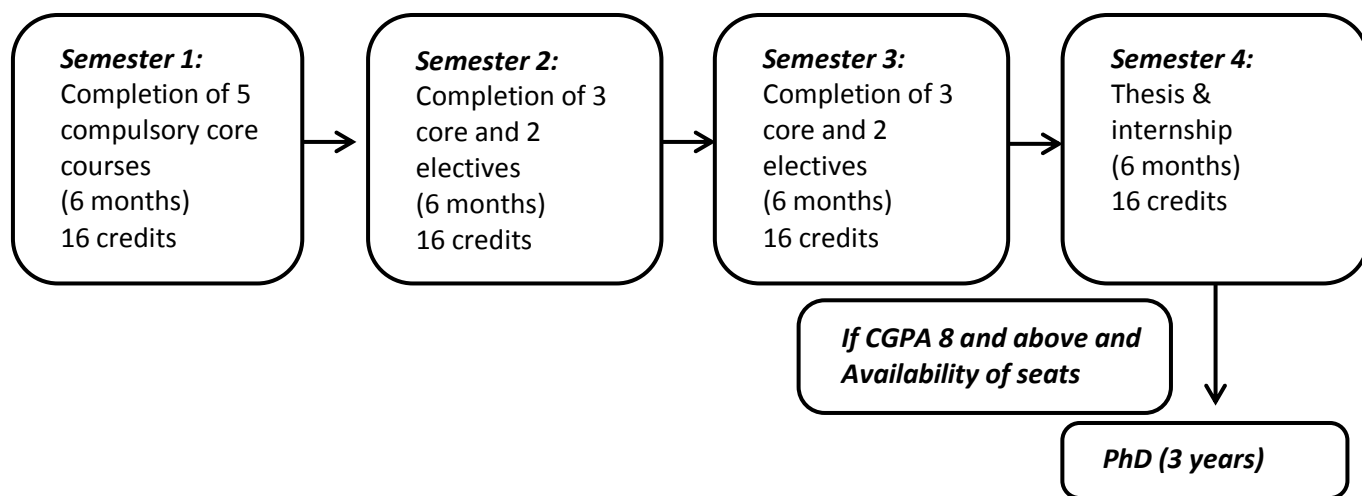 Semester 1:
Completion of 5
compulsory core
courses
(6 months)
16 credits
Semester 2:
Completion of 3
core and 2
electives
(6 months)
16 credits
Semester 3:
Completion of 3
core and 2
electives
(6 months)
16 credits
Semester 4:
Thesis &
internship
(6 months)
16 credits
If CGPA 8 and above and
Availability of seats
PhD (3 years)